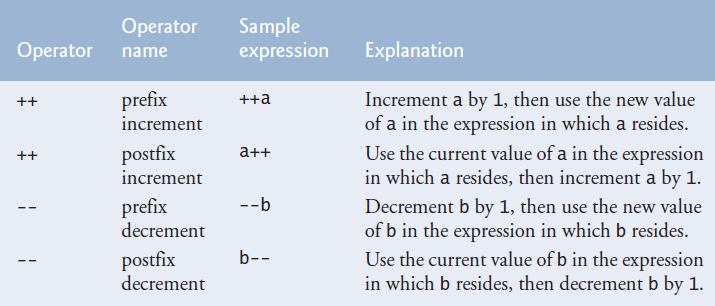 Operator Operator name Sample expression Explanation
++ prefix increment ++a Increment a by 1, then use the new value
of a in the expression in which a resides.
++ postfix increment a++ Use the current value of a in the expression
in which a resides, then increment a by 1.
-- prefix decrement --b Decrement b by 1, then use the new value
of b in the expression in which b resides.
-- postfix decrement b-- Use the current value of b in the expression
in which b resides, then decrement b by 1.